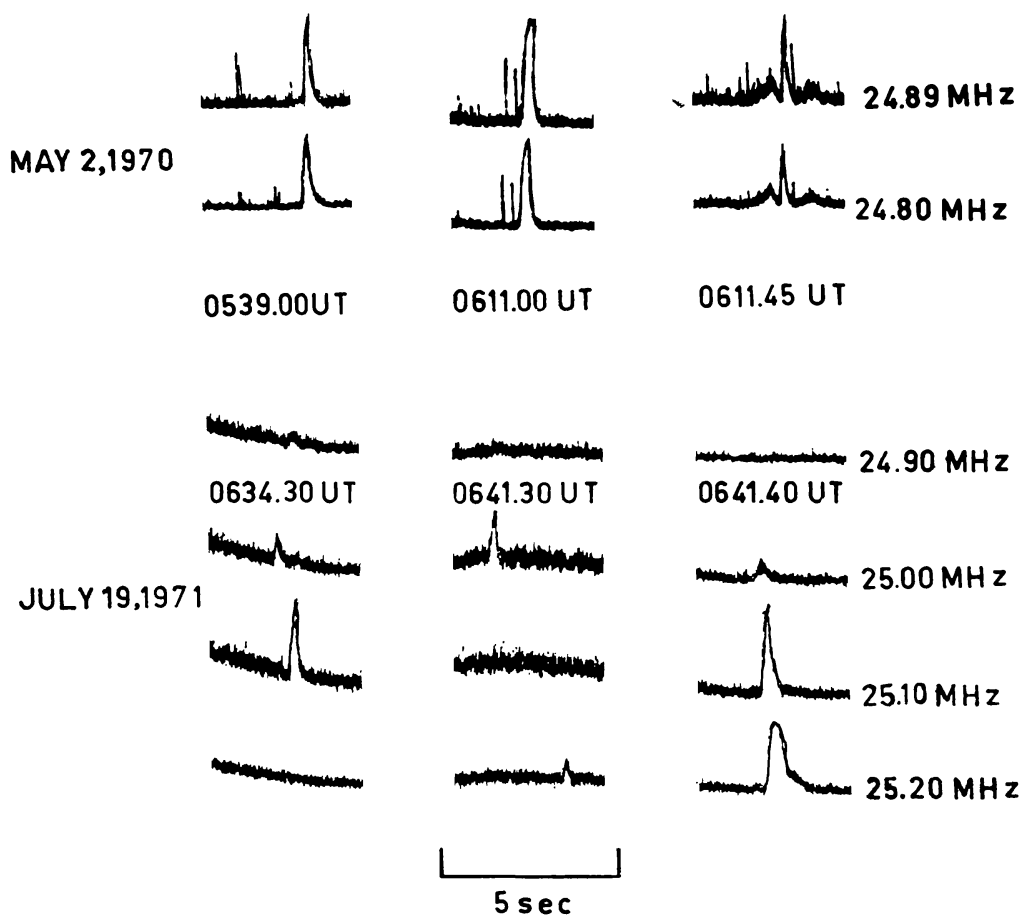 24.89 MHz
MAY 2,1970
24.80 MHz
0539.00UT
0611.00 UT
0611.45 UT
24.90 MHz
0634.30 UT
0641.30 UT
0641.40 UT
25.00 MHz
JULY 19,1971
25.10 MHz
25.20 MHz
5 sec